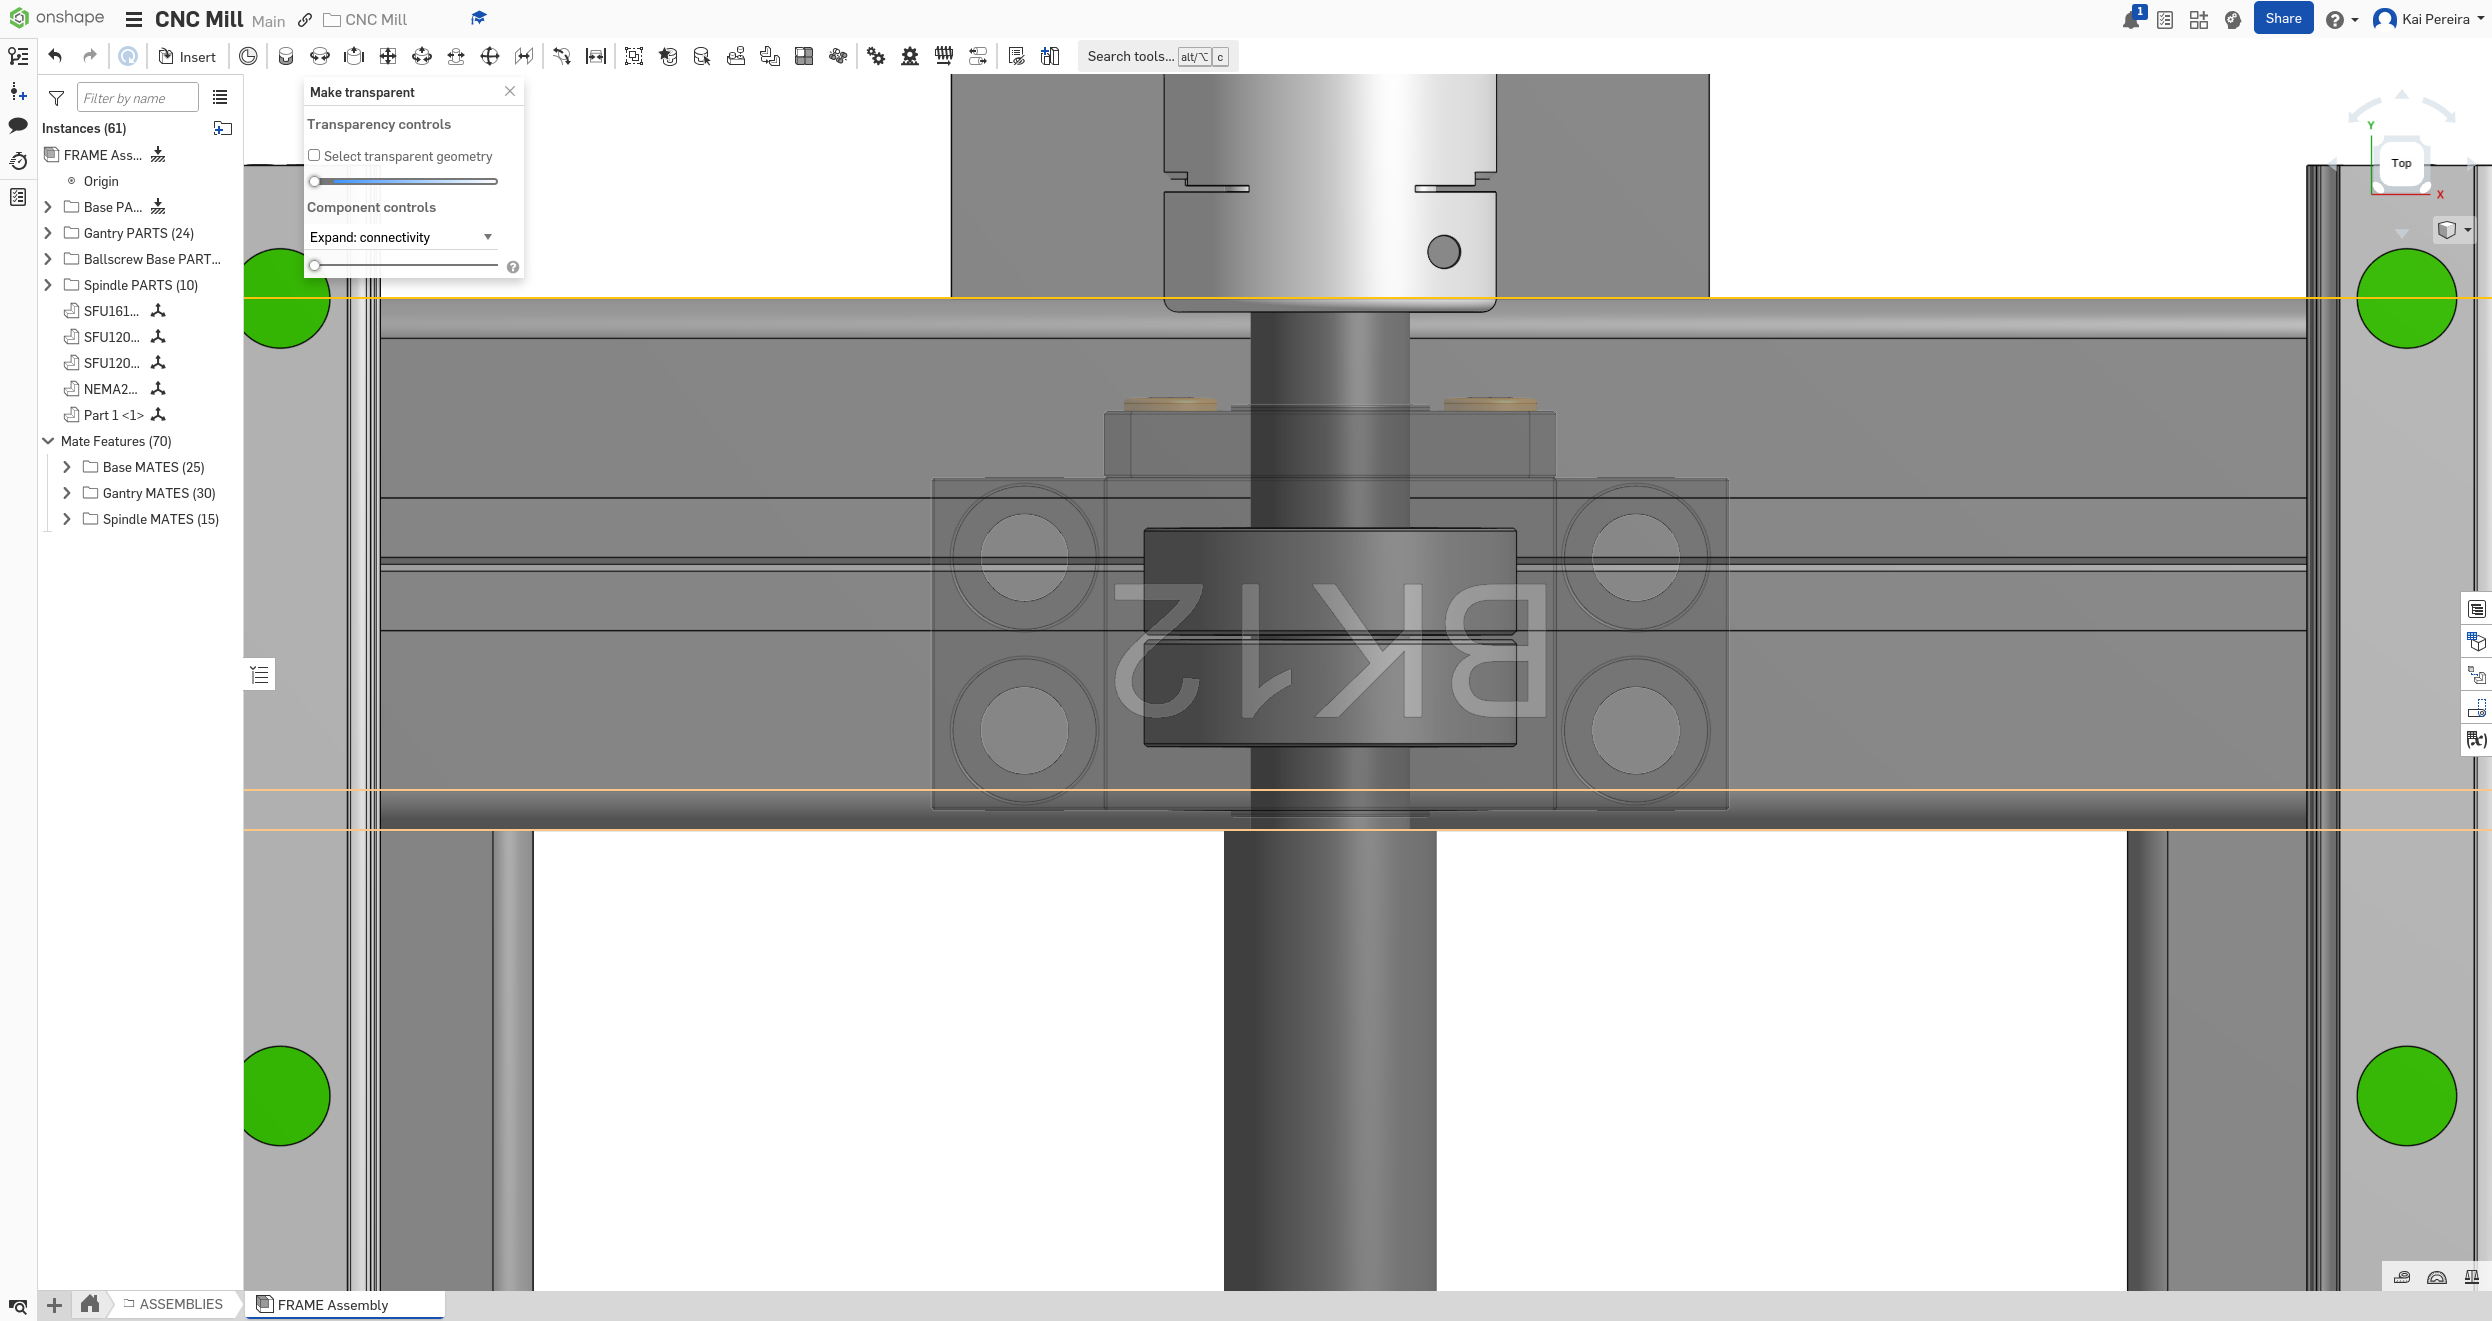 onshape
CNC Mill
Main
CNC Mill
1
Share
Kai Pereira
Insert
Search tools...
alt/⌥
c
Filter by name
Instances (61)
FRAME Ass...
Origin
Base PA...
Gantry PARTS (24)
Ballscrew Base PART...
Spindle PARTS (10)
SFU161...
SFU120...
SFU120...
NEMA2...
Part 1 <1>
Mate Features (70)
Base MATES (25)
Gantry MATES (30)
Spindle MATES (15)
Make transparent
Transparency controls
Select transparent geometry
Component controls
Expand: connectivity
Y
Top
X
BK12
ASSEMBLIES
FRAME Assembly